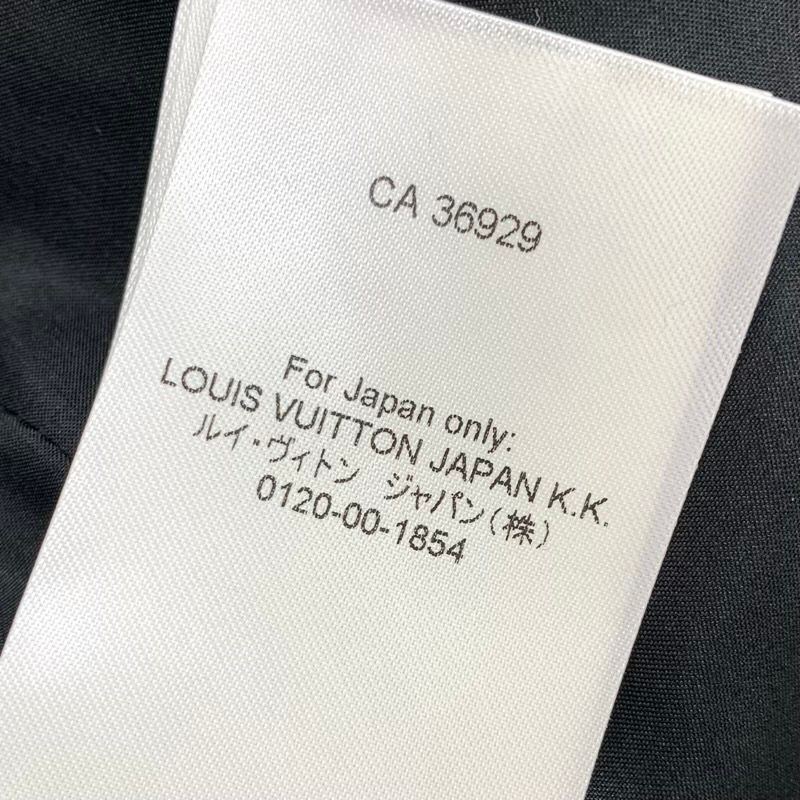 CA 36929
For Japan only:
LOUIS VUITTON JAPAN K.K.
ルイ・ヴィトン ジャパン(株)
0120-00-1854